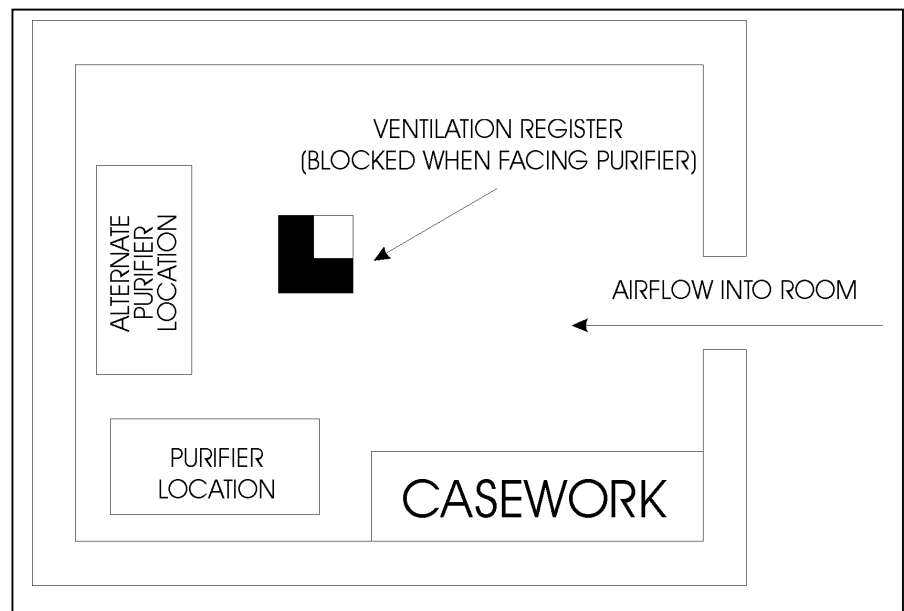 VENTILATION REGISTER
(BLOCKED WHEN FACING PURIFIER)
ALTERNATE
PURIFIER
LOCATION
AIRFLOW INTO ROOM
PURIFIER
LOCATION
CASEWORK